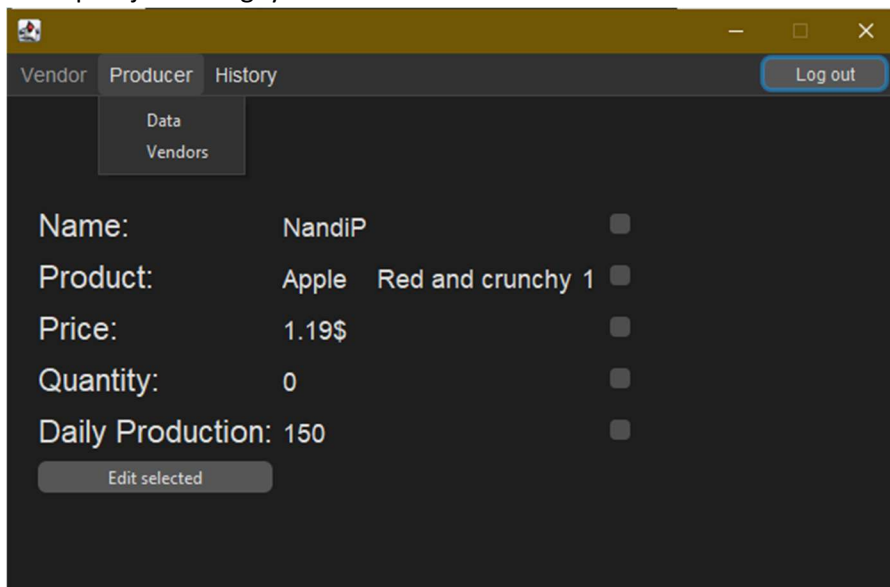 Vendor Producer History Log out
Data
Vendors
Name: NandiP
Product: Apple Red and crunchy 1
Price: 1.19$
Quantity: 0
Daily Production: 150
Edit selected